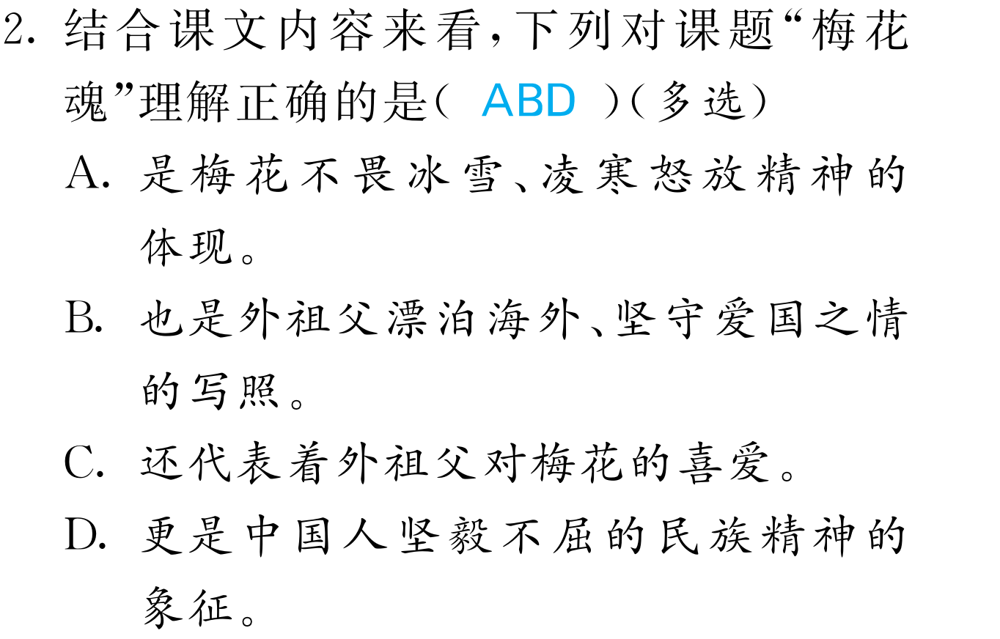 2. 结合课文内容来看,下列对课题“梅花
魂”理解正确的是( ABD )(多选)
A. 是梅花不畏冰雪、凌寒怒放精神的
体现。
B. 也是外祖父漂泊海外、坚守爱国之情
的写照。
C. 还代表着外祖父对梅花的喜爱。
D. 更是中国人坚毅不屈的民族精神的
象征。